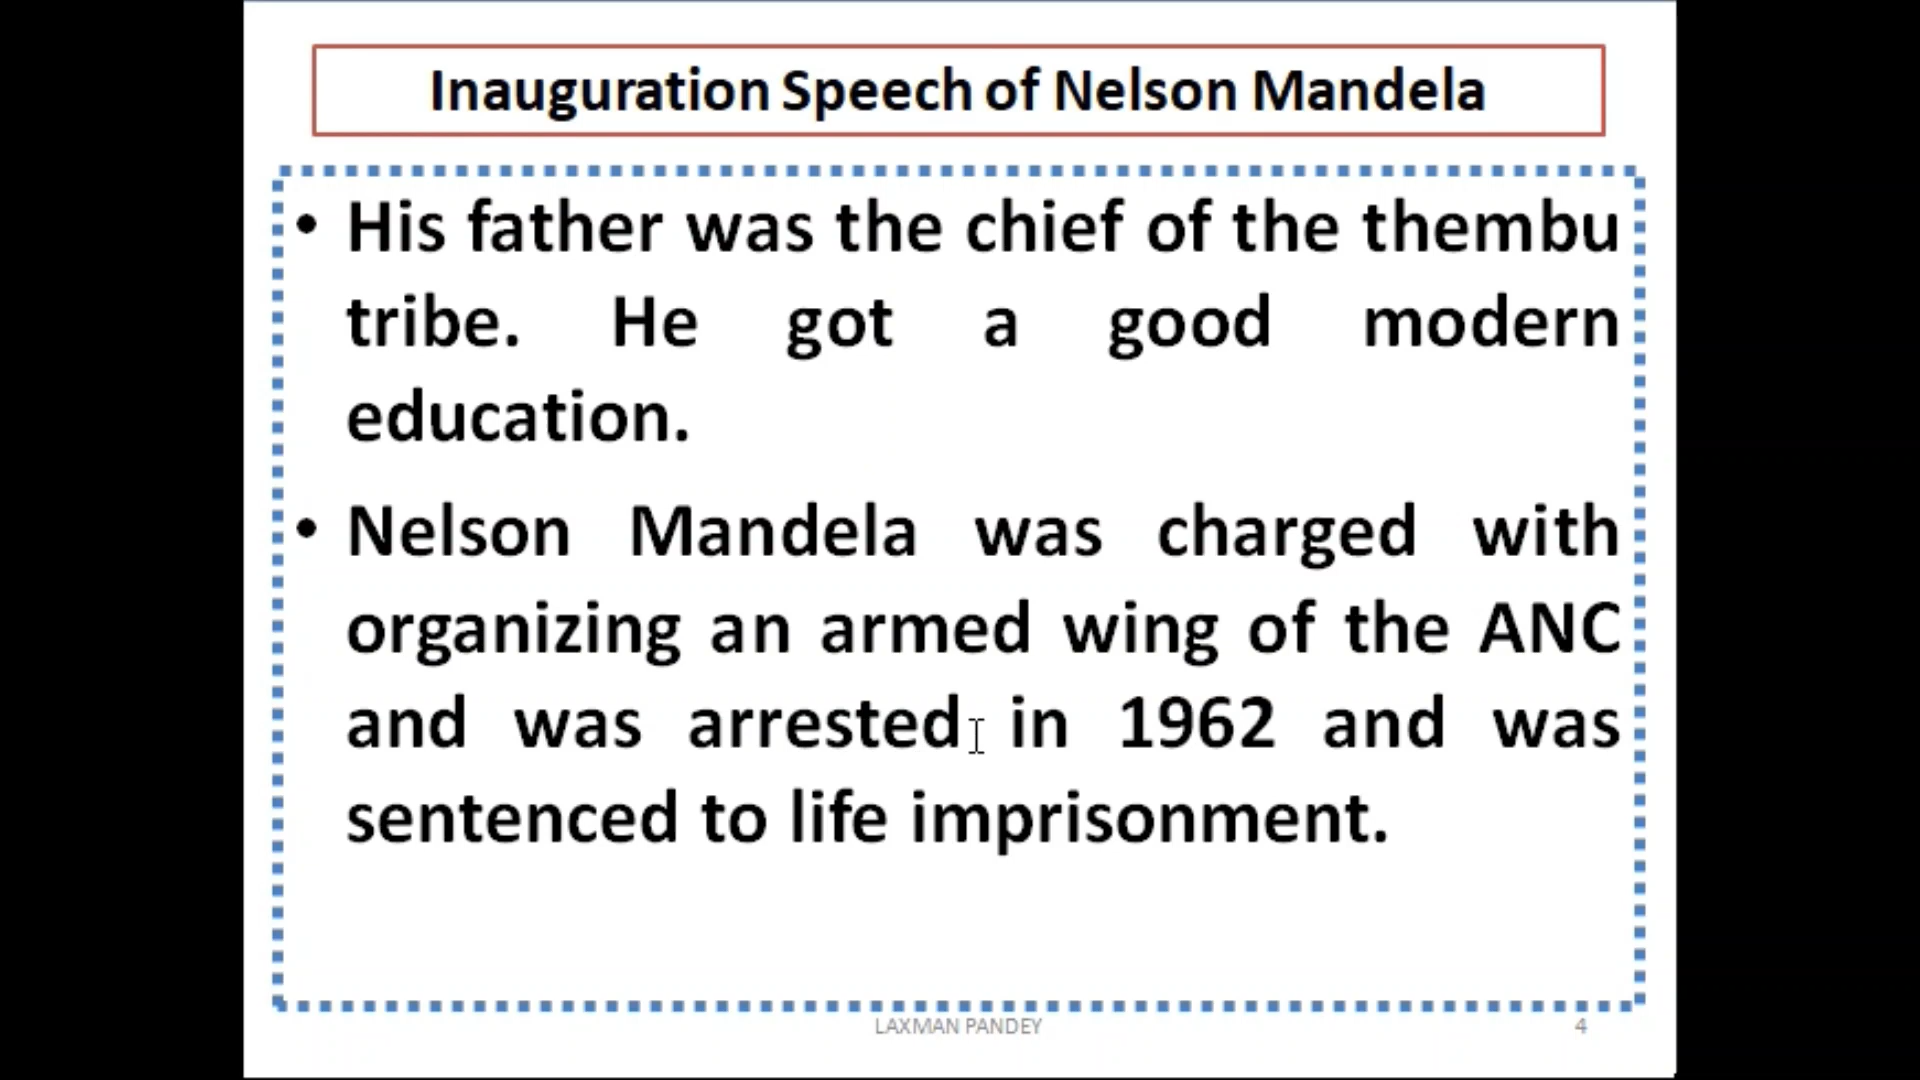 Inauguration Speech of Nelson Mandela
• His father was the chief of the thembu
tribe. He got a good modern
education.
• Nelson Mandela was charged with
organizing an armed wing of the ANC
and was arrested in 1962 and was
sentenced to life imprisonment.
LAXMAN PANDEY
4